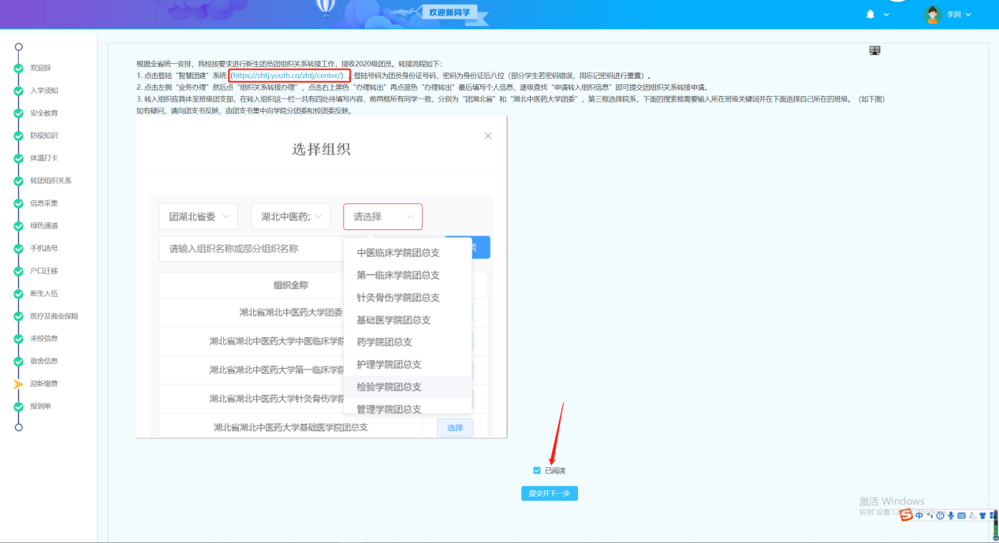 欢迎新同学
李润
欢迎辞
入学须知
安全教育
防疫知识
体温打卡
转团组织关系
信息采集
绿色通道
手机选号
户口迁移
新生入伍
医疗及商业保险
来校信息
宿舍信息
迎新缴费
报到单
根据全省统一安排，我校按要求进行新生团员团组织关系转接工作，接收2020级团员。转接流程如下：
1. 点击登陆“智慧团建”系统（https://zhtj.youth.cn/zhtj/center/），登陆号码为团员身份证号码，密码为身份证后八位（部分学生若密码错误，用忘记密码进行重置）。
2. 点击左侧“业务办理”然后点“组织关系转接办理”，点击右上黑色“办理转出”再点蓝色“办理转出”最后填写个人信息，逐级查找“申请转入组织信息”即可提交团组织关系转接申请。
3. 转入组织应具体至班级团支部，在转入组织这一栏一共有四处待填写内容，前两框所有同学一致，分别为“团湖北省”和“湖北中医药大学团委”，第三框选择院系，下面的搜索框需要输入所在班级关键词并在下面选择自己所在的班级。（如下图）
如有疑问，请向团支书反映，由团支书集中向学院分团委和校团委反映。
选择组织
团湖北省委
湖北中医药
请选择
请输入组织名称或部分组织名称
中医临床学院团总支
第一临床学院团总支
针灸骨伤学院团总支
基础医学院团总支
药学院团总支
护理学院团总支
检验学院团总支
管理学院团总支
组织全称
湖北省湖北中医药大学团委
湖北省湖北中医药大学中医临床学院
湖北省湖北中医药大学第一临床学院
湖北省湖北中医药大学针灸骨伤学院
湖北省湖北中医药大学基础医学院团总支
选择
已阅读
提交并下一步
激活 Windows
转到"设置"以激活 Windows
中